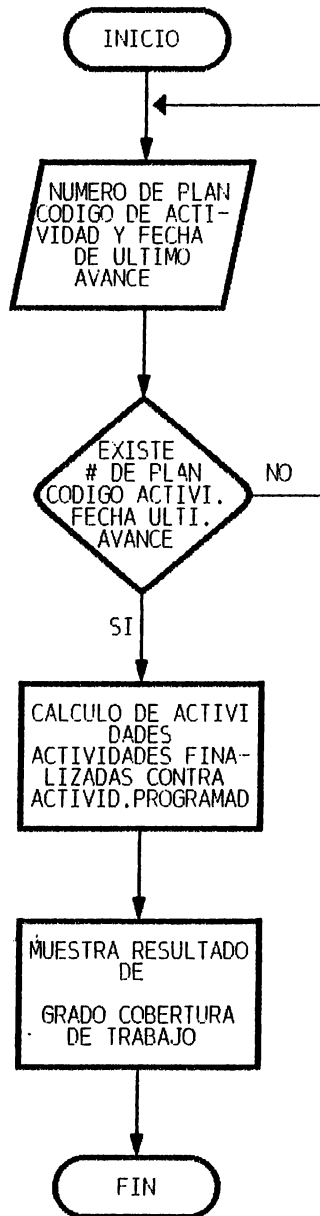 INICIO
NUMERO DE PLAN
CODIGO DE ACTI-
VIDAD Y FECHA
DE ULTIMO
AVANCE
EXISTE
# DE PLAN
CODIGO ACTIVI.
FECHA ULTI.
AVANCE
NO
SI
CALCULO DE ACTIVI
DADES
ACTIVIDADES FINA-
LIZADAS CONTRA
ACTIVID.PROGRAMAD
MUESTRA RESULTADO
DE
GRADO COBERTURA
DE TRABAJO
FIN